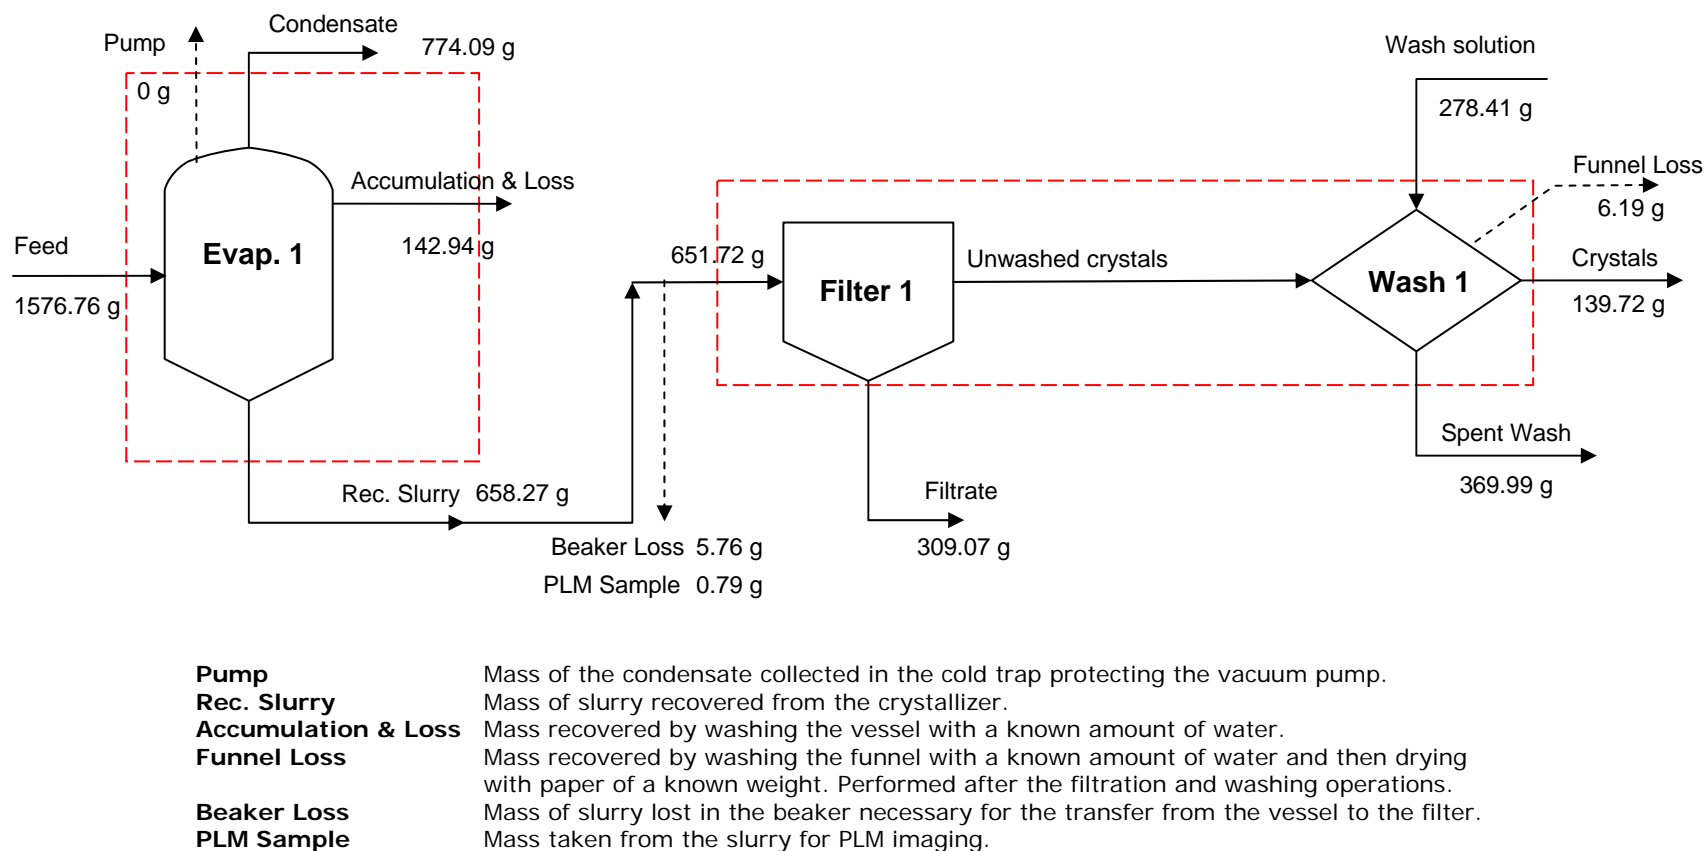 Condensate
Pump
774.09 g
0 g
Wash solution
278.41 g
Funnel Loss
6.19 g
Accumulation & Loss
142.94 g
Evap. 1
Feed
1576.76 g
651.72 g
Unwashed crystals
Filter 1
Wash 1
Crystals
139.72 g
Spent Wash
369.99 g
Rec. Slurry 658.27 g
Filtrate
309.07 g
Beaker Loss 5.76 g
PLM Sample 0.79 g
Pump Mass of the condensate collected in the cold trap protecting the vacuum pump.
Rec. Slurry Mass of slurry recovered from the crystallizer.
Accumulation & Loss Mass recovered by washing the vessel with a known amount of water.
Funnel Loss Mass recovered by washing the funnel with a known amount of water and then drying
with paper of a known weight. Performed after the filtration and washing operations.
Beaker Loss Mass of slurry lost in the beaker necessary for the transfer from the vessel to the filter.
PLM Sample Mass taken from the slurry for PLM imaging.